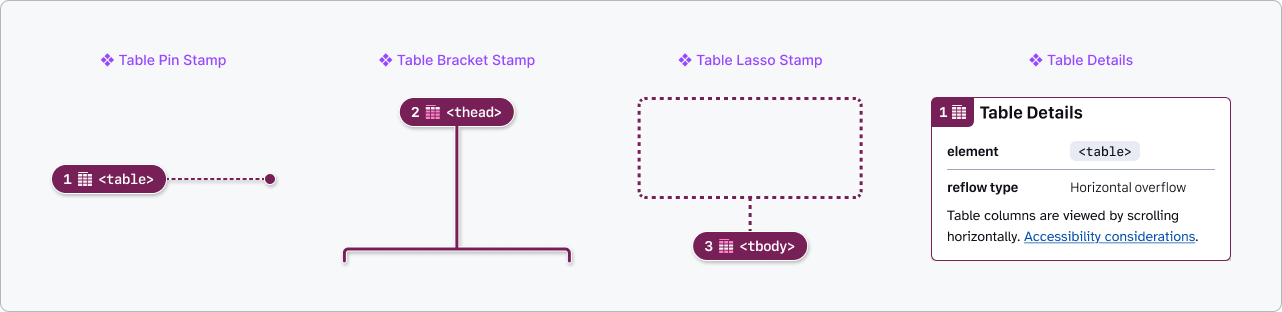 Table Pin Stamp
Table Bracket Stamp
Table Lasso Stamp
Table Details
1 <table>
2 <thead>
3 <tbody>
1 Table Details
element <table>
reflow type Horizontal overflow
Table columns are viewed by scrolling
horizontally. Accessibility considerations.